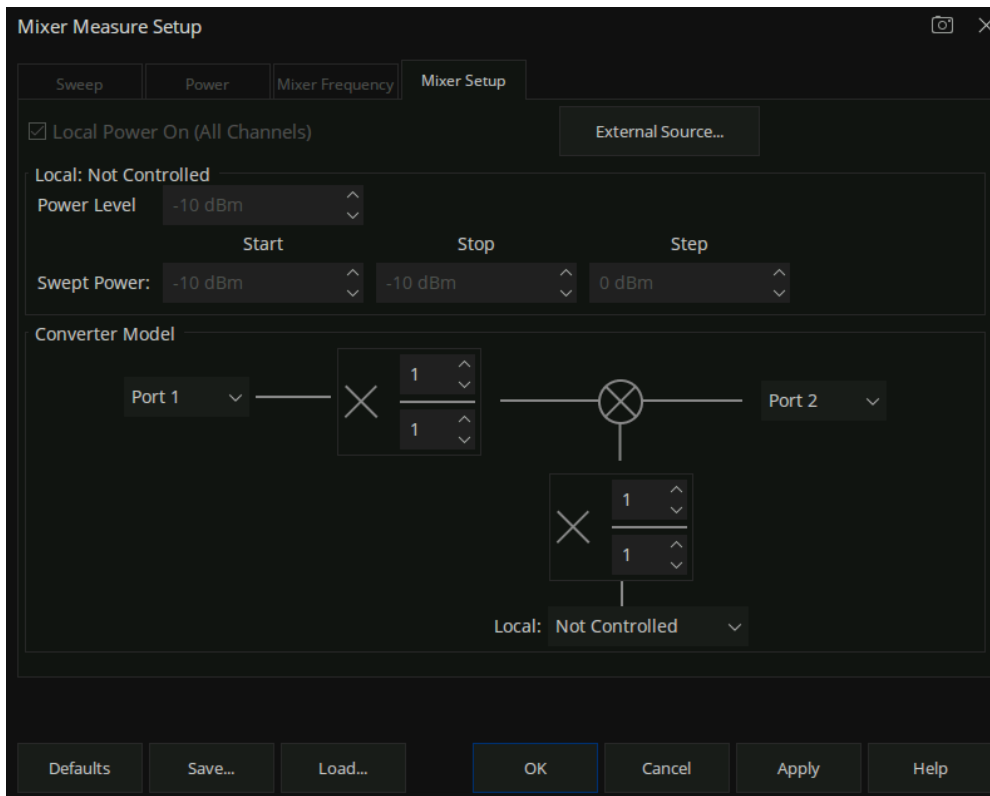 Mixer Measure Setup
Sweep Power Mixer Frequency Mixer Setup
Local Power On (All Channels) External Source...
Local: Not Controlled
Power Level -10 dBm
Start Stop Step
Swept Power: -10 dBm -10 dBm 0 dBm
Converter Model
Port 1 1 1 Port 2
1
1
Local: Not Controlled
Defaults Save... Load... OK Cancel Apply Help